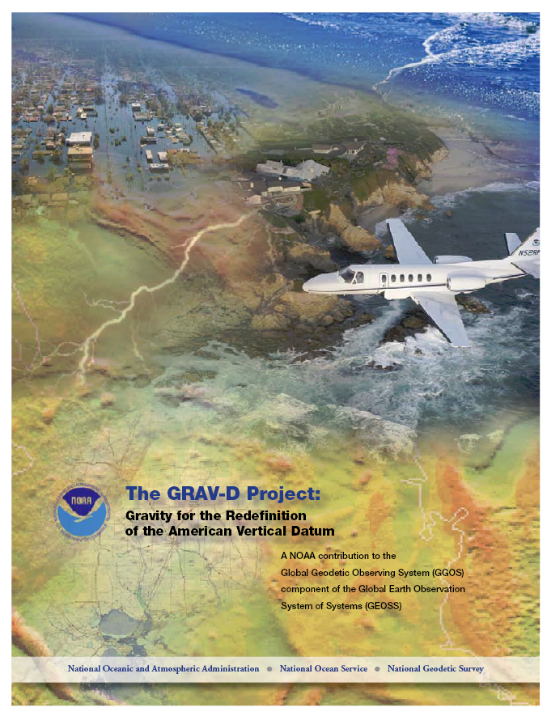 N52RF
NOAA
The GRAV-D Project:
Gravity for the Redefinition
of the American Vertical Datum
A NOAA contribution to the
Global Geodetic Observing System (GGOS)
component of the Global Earth Observation
System of Systems (GEOSS)
National Oceanic and Atmospheric Administration • National Ocean Service • National Geodetic Survey